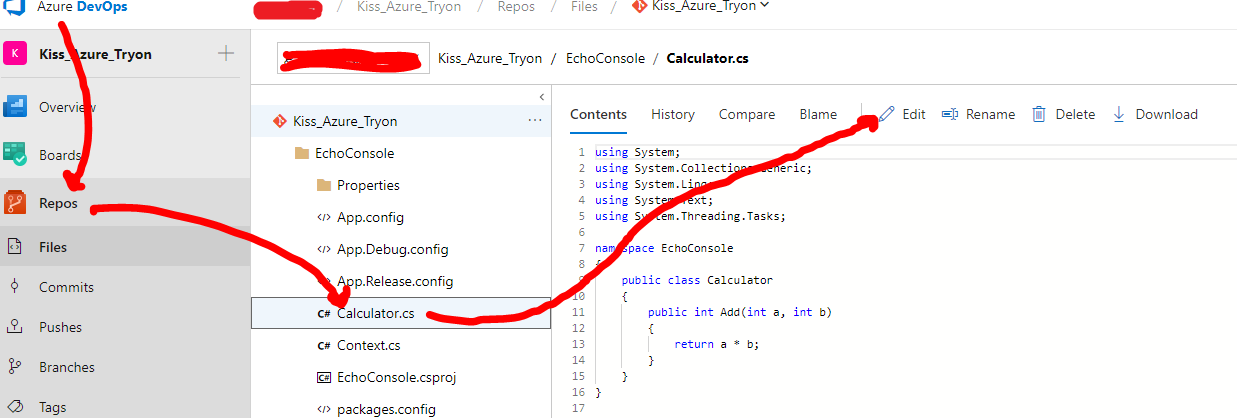 Azure DevOps
/ Kiss_Azure_Tryon / Repos / Files / Kiss_Azure_Tryon
K Kiss_Azure_Tryon +
Overview
Boards
Repos
Files
Commits
Pushes
Branches
Tags
Kiss_Azure_Tryon / EchoConsole / Calculator.cs
Kiss_Azure_Tryon ...
EchoConsole
Properties
</> App.config
</> App.Debug.config
App.Release.config
C# Calculator.cs
C# Context.cs
C# EchoConsole.csproj
</> packages.config
Contents History Compare Blame Edit Rename Delete Download
1 using System;
2 using System.Collections.Generic;
3 using System.Linq;
4 using System.Text;
5 using System.Threading.Tasks;
6
7 namespace EchoConsole
8 {
9 public class Calculator
10 {
11 public int Add(int a, int b)
12 {
13 return a * b;
14 }
15 }
16 }
17